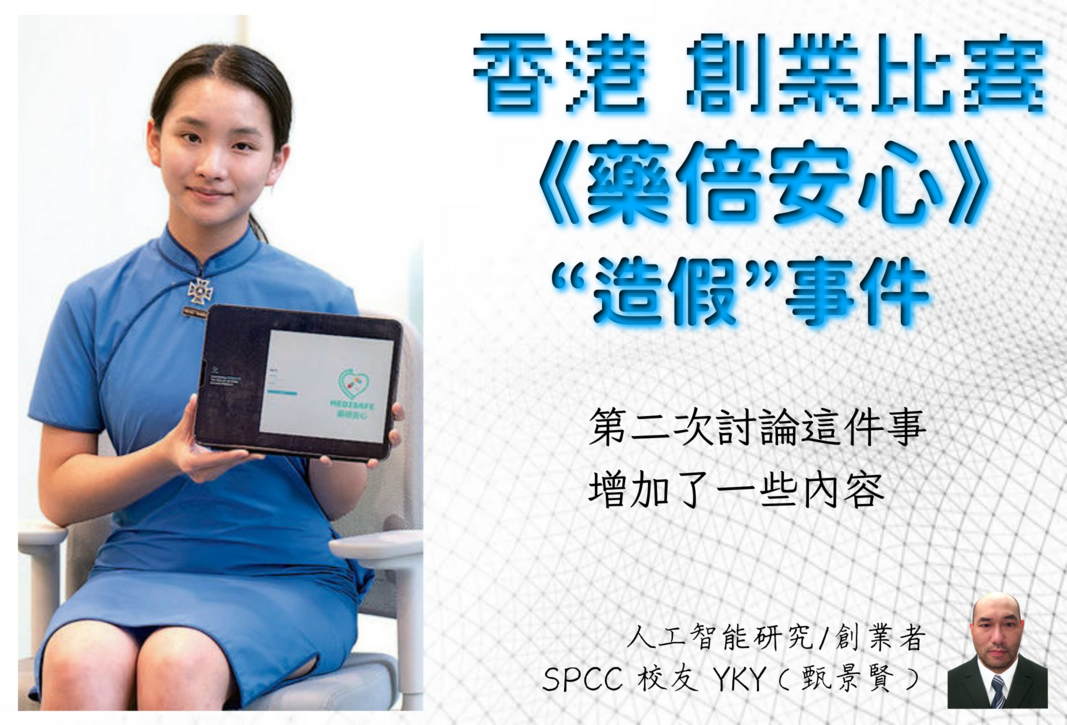 香港 創業比賽
《藥倍安心》
“造假”事件
第二次討論這件事
增加了一些內容
人工智能研究/創業者
SPCC 校友 YKY（甄景賢）
MEDISAFE
藥倍安心